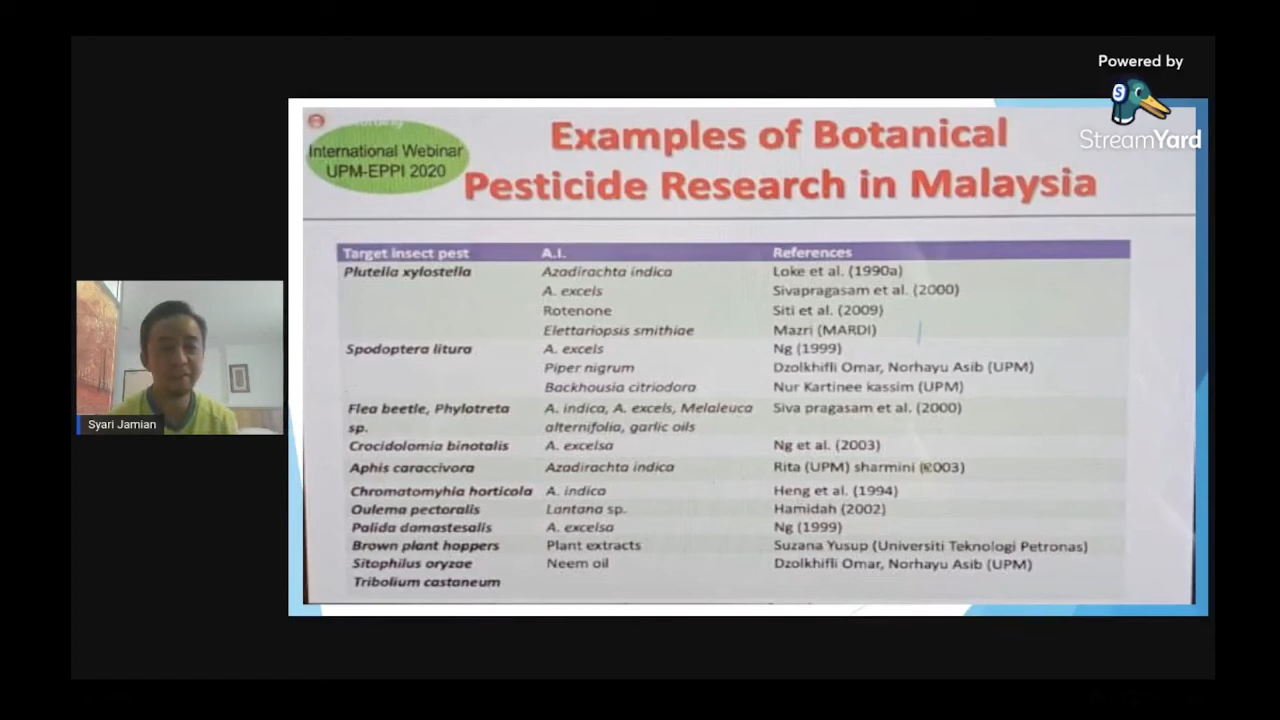 Powered by
StreamYard
International Webinar
UPM-EPPI 2020
Examples of Botanical
Pesticide Research in Malaysia
Target insect pest A.I. References
Plutella xylostella Azadirachta indica Loke et al. (1990a)
A. excels Sivapragasam et al. (2000)
Rotenone Siti et al. (2009)
Elettariopsis smithiae Mazri (MARDI)
Spodoptera litura A. excels Ng (1999)
Piper nigrum Dzolkhifli Omar, Norhayu Asib (UPM)
Backhousia citriodora Nur Kartinee kassim (UPM)
Flea beetle, Phylotreta A. indica, A. excels, Melaleuca Siva pragasam et al. (2000)
sp. alternifolia, garlic oils
Crocidolomia binotalis A. excelsa Ng et al. (2003)
Aphis caraccivora Azadirachta indica Rita (UPM) sharmini (2003)
Chromatomyhia horticola A. indica Heng et al. (1994)
Oulema pectoralis Lantana sp. Hamidah (2002)
Palida damastesalis A. excelsa Ng (1999)
Brown plant hoppers Plant extracts Suzana Yusup (Universiti Teknologi Petronas)
Sitophilus oryzae Neem oil Dzolkhifli Omar, Norhayu Asib (UPM)
Tribolium castaneum
Syari Jamian